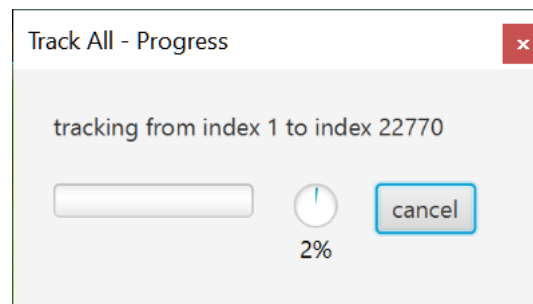 Track All - Progress
x
tracking from index 1 to index 22770
cancel
2%